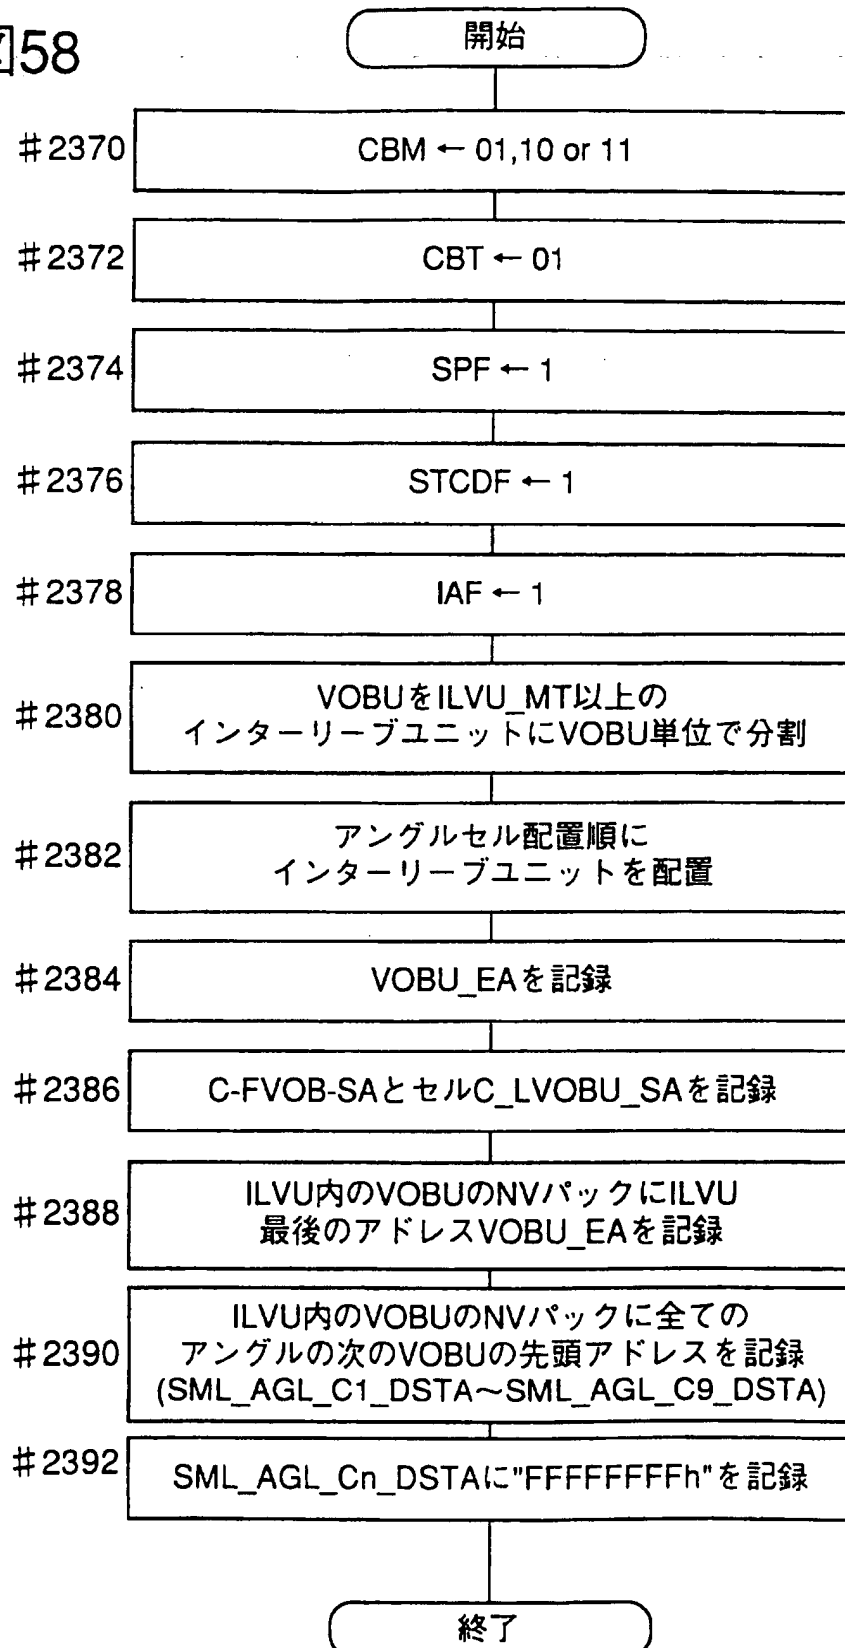 図58
開始
#2370
CBM ← 01,10 or 11
#2372
CBT ← 01
#2374
SPF ← 1
#2376
STCDF ← 1
#2378
IAF ← 1
#2380
VOBUをILVU_MT以上の
インターリーブユニットにVOBU単位で分割
#2382
アングルセル配置順に
インターリーブユニットを配置
#2384
VOBU_EAを記録
#2386
C-FVOB-SAとセルC_LVOBU_SAを記録
#2388
ILVU内のVOBUのNVパックにILVU
最後のアドレスVOBU_EAを記録
#2390
ILVU内のVOBUのNVパックに全ての
アングルの次のVOBUの先頭アドレスを記録
(SML_AGL_C1_DSTA～SML_AGL_C9_DSTA)
#2392
SML_AGL_Cn_DSTAに"FFFFFFFFh"を記録
終了